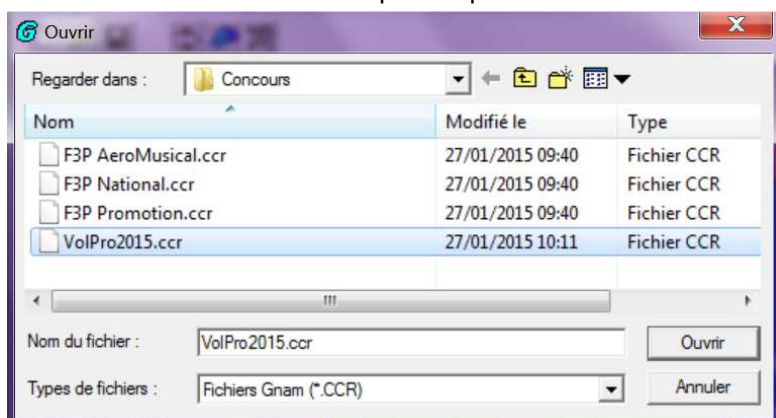 Ouvrir
Regarder dans : Concours
Nom Modifié le Type
F3P AeroMusical.ccr 27/01/2015 09:40 Fichier CCR
F3P National.ccr 27/01/2015 09:40 Fichier CCR
F3P Promotion.ccr 27/01/2015 09:40 Fichier CCR
VolPro2015.ccr 27/01/2015 10:11 Fichier CCR
Nom du fichier : VolPro2015.ccr Ouvrir
Types de fichiers : Fichiers Gnam (*.CCR) Annuler